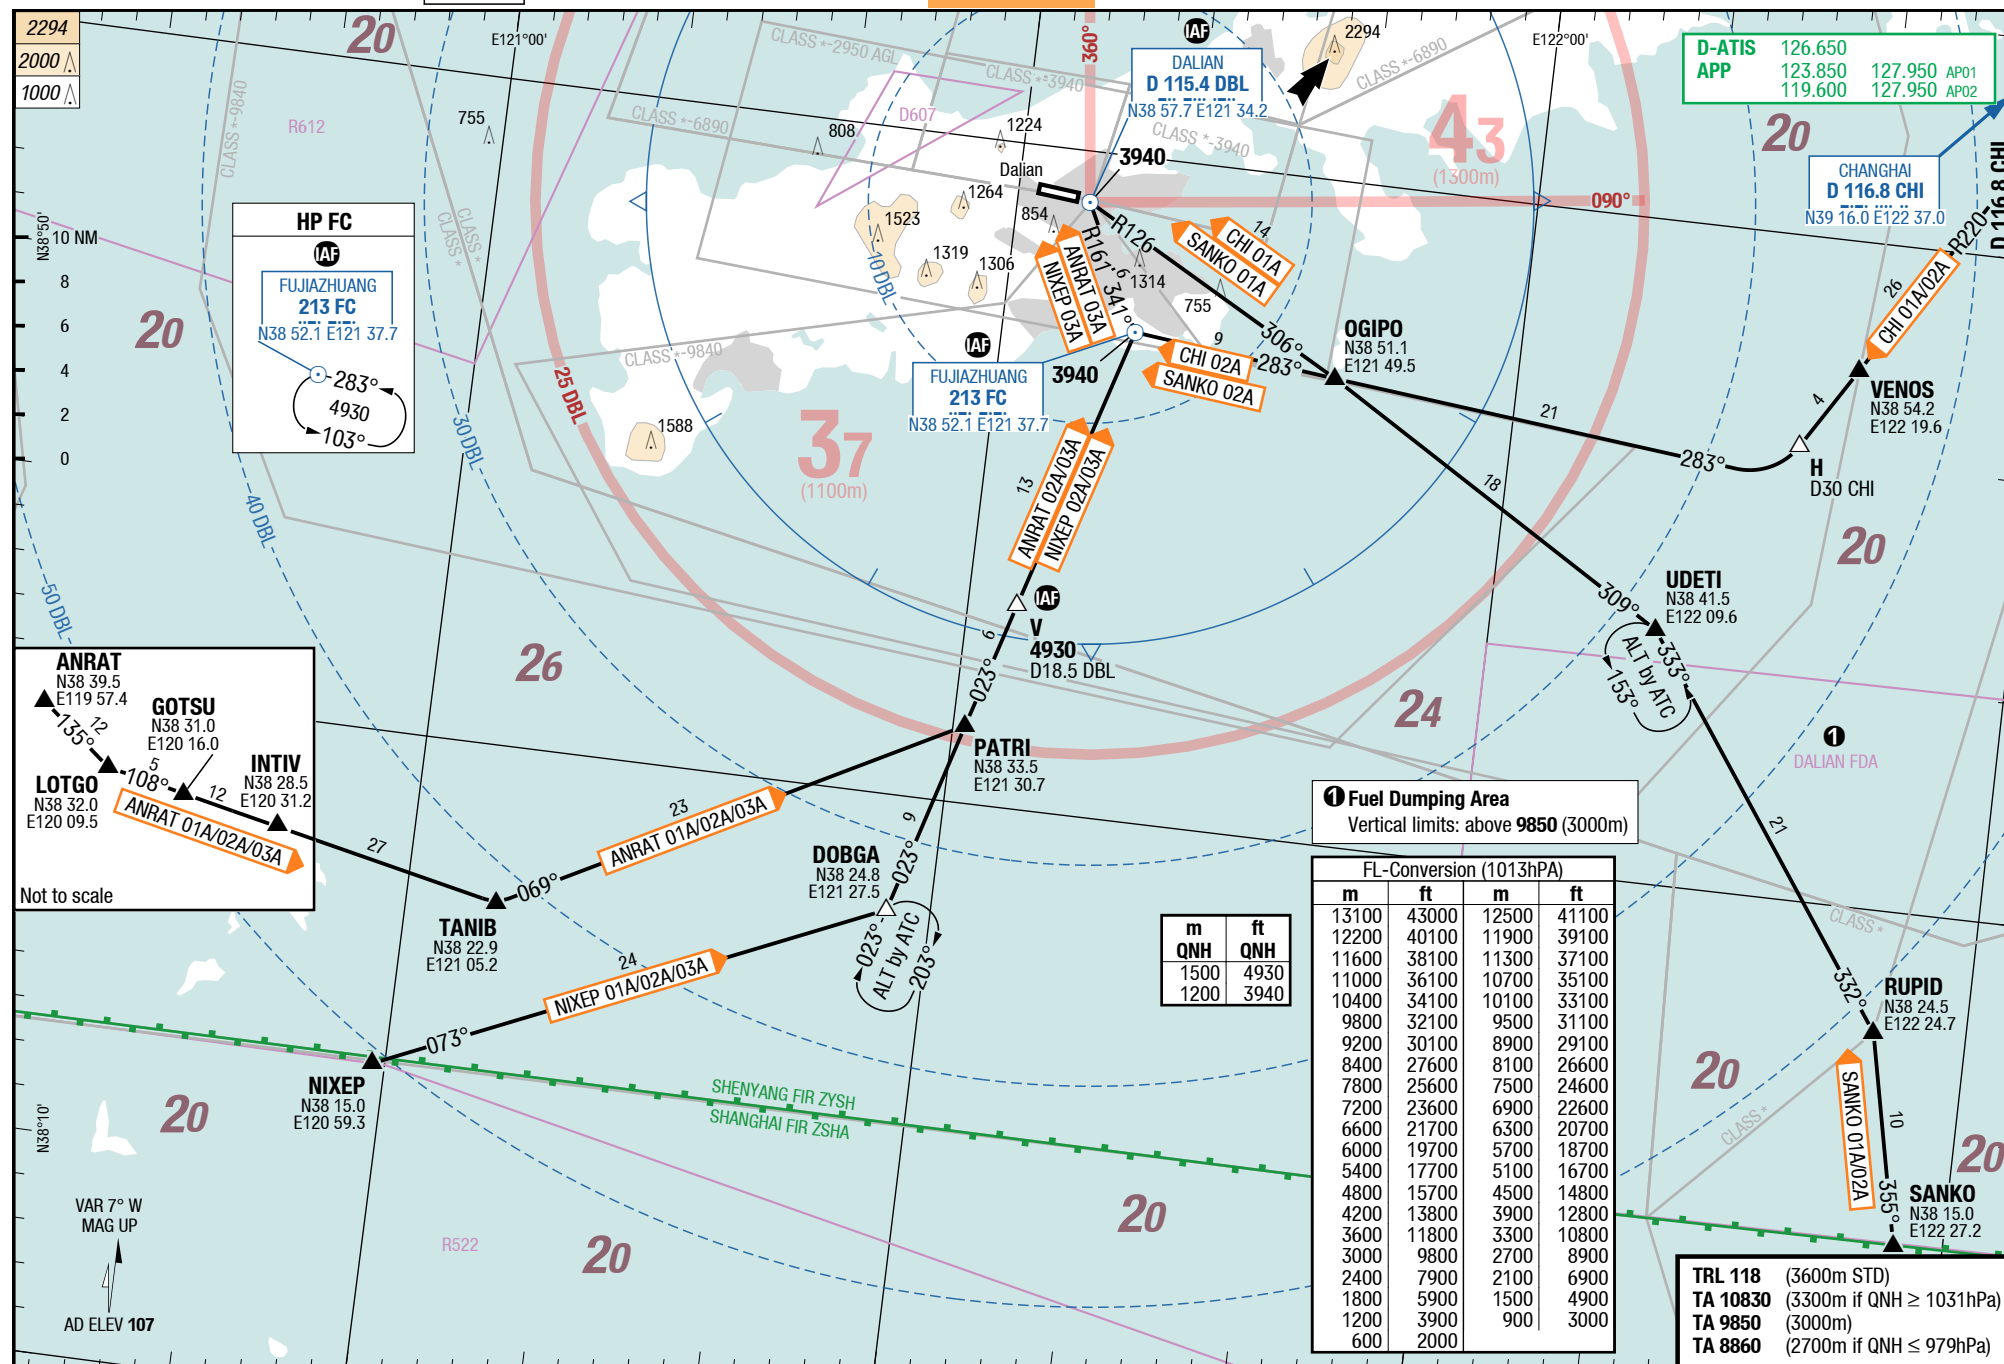 2294
2000
1000
20
E121°00'
E122°00'
CLASS *-9840
CLASS *
CLASS *
R612
755
808
CLASS *-2950 AGL
CLASS *-3940
CLASS *-6890
D607
1224
360°
IAF
DALIAN
D 115.4 DBL
N38 57.7 E121 34.2
2294
CLASS *-6890
CLASS *-3940
43
(1300m)
D-ATIS 126.650
APP 123.850 127.950 AP01
119.600 127.950 AP02
20
CHANGHAI
D 116.8 CHI
N39 16.0 E122 37.0
D 116.8 CHI
R220
3940
Dalian
1264
1523
854
1319
1306
1314
755
1588
090°
N38°50'
10 NM
8
6
4
2
0
20
HP FC
IAF
FUJIAZHUANG
213 FC
N38 52.1 E121 37.7
283°
4930
103°
10 DBL
25 DBL
30 DBL
40 DBL
50 DBL
CLASS *-9840
R126
R161
6
341°
ANRAT 03A
NIXEP 03A
14
CHI 01A
SANKO 01A
306°
9
283°
CHI 02A
SANKO 02A
OGIPO
N38 51.1
E121 49.5
IAF
FUJIAZHUANG
213 FC
N38 52.1 E121 37.7
3940
26
CHI 01A/02A
VENOS
N38 54.2
E122 19.6
4
21
283°
H
D30 CHI
37
(1100m)
13
ANRAT 02A/03A
NIXEP 02A/03A
18
20
309°
UDETI
N38 41.5
E122 09.6
333°
ALT by ATC
153°
IAF
V
4930
D18.5 DBL
6
023°
26
24
1
DALIAN FDA
ANRAT
N38 39.5
E119 57.4
12
135°
LOTGO
N38 32.0
E120 09.5
5
108°
GOTSU
N38 31.0
E120 16.0
12
INTIV
N38 28.5
E120 31.2
ANRAT 01A/02A/03A
Not to scale
27
PATRI
N38 33.5
E121 30.7
23
ANRAT 01A/02A/03A
069°
TANIB
N38 22.9
E121 05.2
9
023°
DOBGA
N38 24.8
E121 27.5
023°
ALT by ATC
203°
24
NIXEP 01A/02A/03A
073°
NIXEP
N38 15.0
E120 59.3
1 Fuel Dumping Area
Vertical limits: above 9850 (3000m)
21
CLASS *
332°
RUPID
N38 24.5
E122 24.7
m ft
QNH QNH
1500 4930
1200 3940
FL-Conversion (1013hPA)
m ft m ft
13100 43000 12500 41100
12200 40100 11900 39100
11600 38100 11300 37100
11000 36100 10700 35100
10400 34100 10100 33100
9800 32100 9500 31100
9200 30100 8900 29100
8400 27600 8100 26600
7800 25600 7500 24600
7200 23600 6900 22600
6600 21700 6300 20700
6000 19700 5700 18700
5400 17700 5100 16700
4800 15700 4500 14800
4200 13800 3900 12800
3600 11800 3300 10800
3000 9800 2700 8900
2400 7900 2100 6900
1800 5900 1500 4900
1200 3900 900 3000
600 2000
20
SANKO 01A/02A
10
CLASS *
20
355°
SANKO
N38 15.0
E122 27.2
SHENYANG FIR ZYSH
SHANGHAI FIR ZSHA
20
N38°10'
20
R522
20
VAR 7° W
MAG UP
AD ELEV 107
TRL 118 (3600m STD)
TA 10830 (3300m if QNH ≥ 1031hPa)
TA 9850 (3000m)
TA 8860 (2700m if QNH ≤ 979hPa)